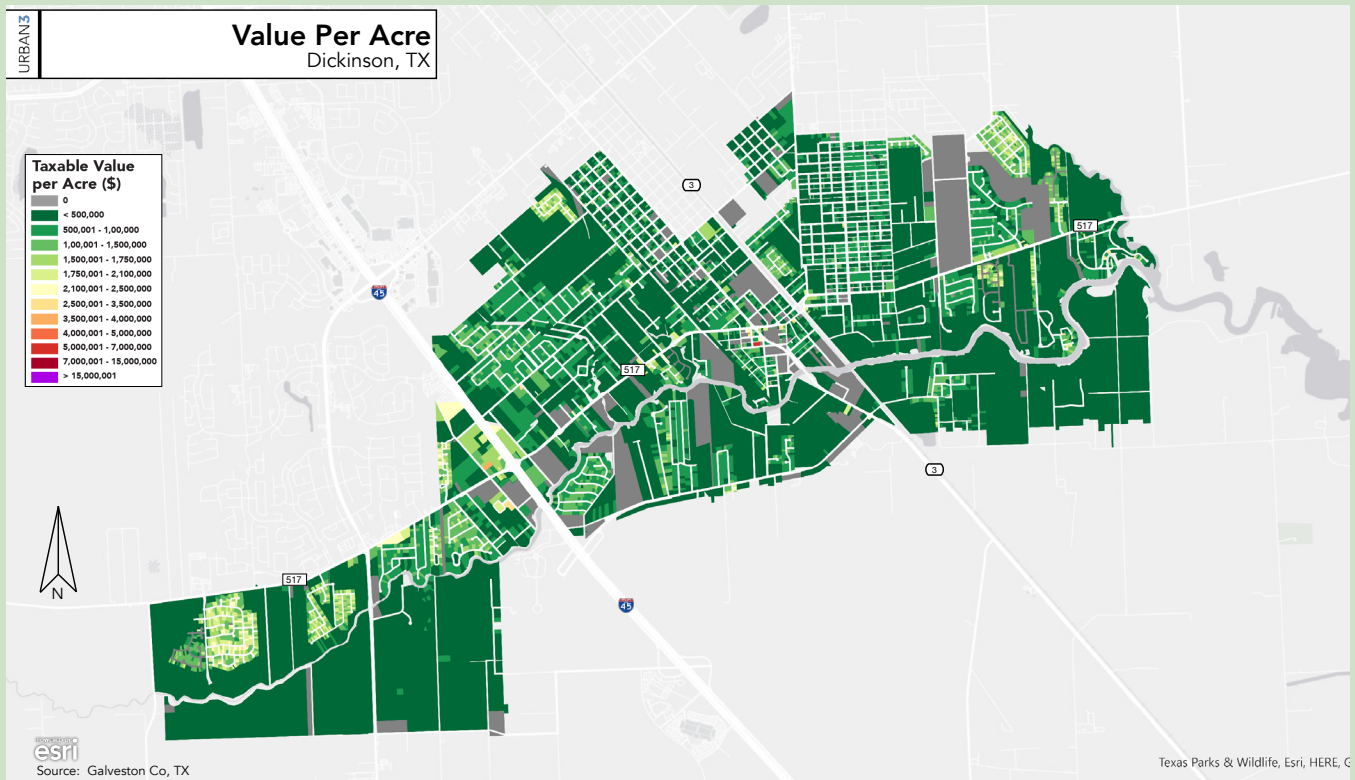 URBAN3
Value Per Acre
Dickinson, TX
Taxable Value
per Acre ($)
0
< 500,000
500,001 - 1,00,000
1,00,001 - 1,500,000
1,500,001 - 1,750,000
1,750,001 - 2,100,000
2,100,001 - 2,500,000
2,500,001 - 3,500,000
3,500,001 - 4,000,000
4,000,001 - 5,000,000
5,000,001 - 7,000,000
7,000,001 - 15,000,000
> 15,000,001
3
517
45
517
3
517
45
N
POWERED BY
esri
Source: Galveston Co, TX
Texas Parks & Wildlife, Esri, HERE, G